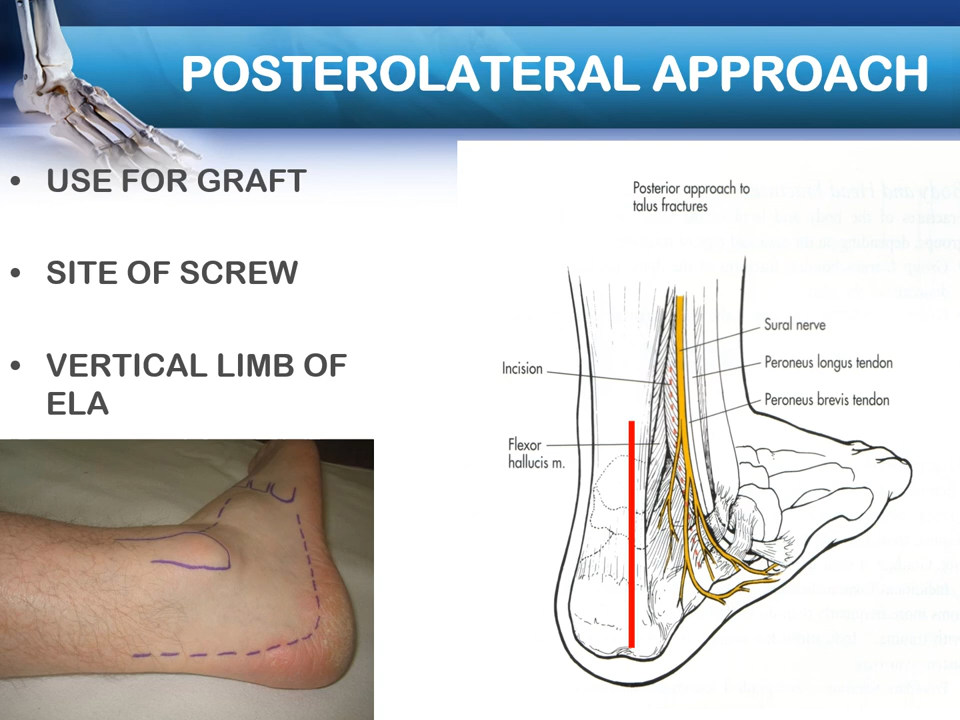 POSTEROLATERAL APPROACH
• USE FOR GRAFT
• SITE OF SCREW
• VERTICAL LIMB OF
ELA
Posterior approach to
talus fractures
Sural nerve
Peroneus longus tendon
Peroneus brevis tendon
Incision
Flexor
hallucis m.